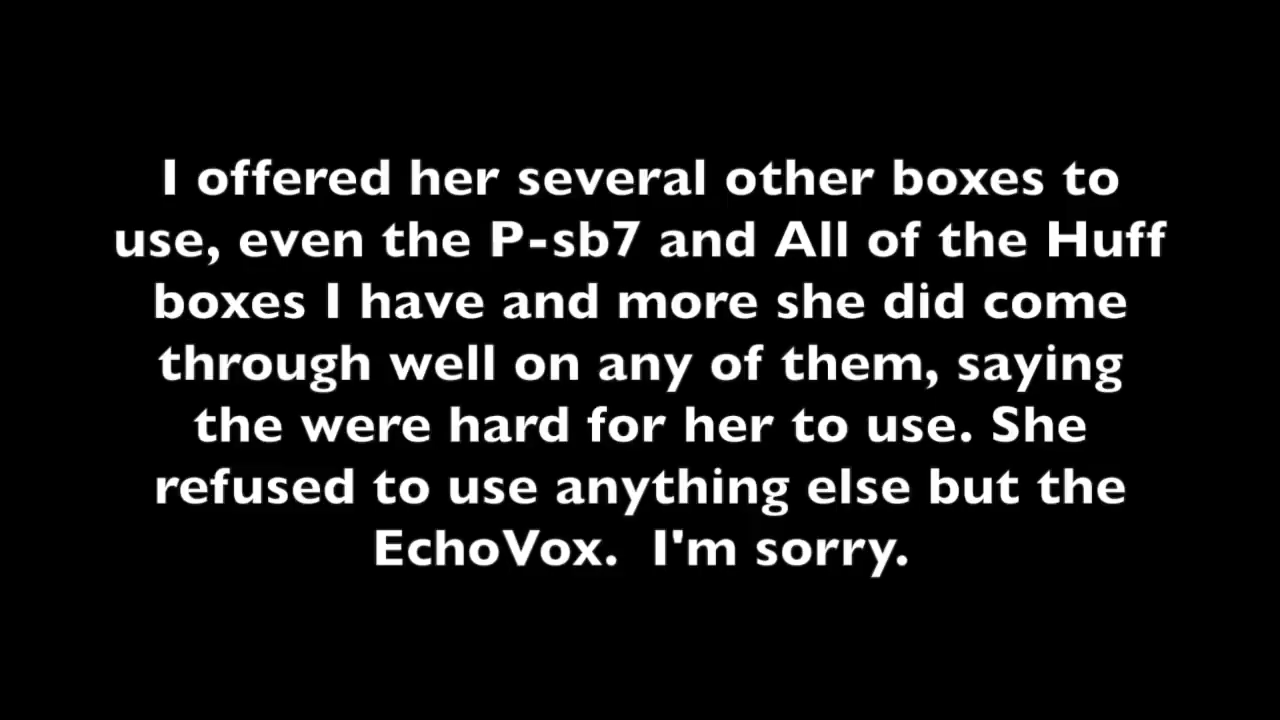 I offered her several other boxes to
use, even the P-sb7 and All of the Huff
boxes I have and more she did come
through well on any of them, saying
the were hard for her to use. She
refused to use anything else but the
EchoVox.  I'm sorry.